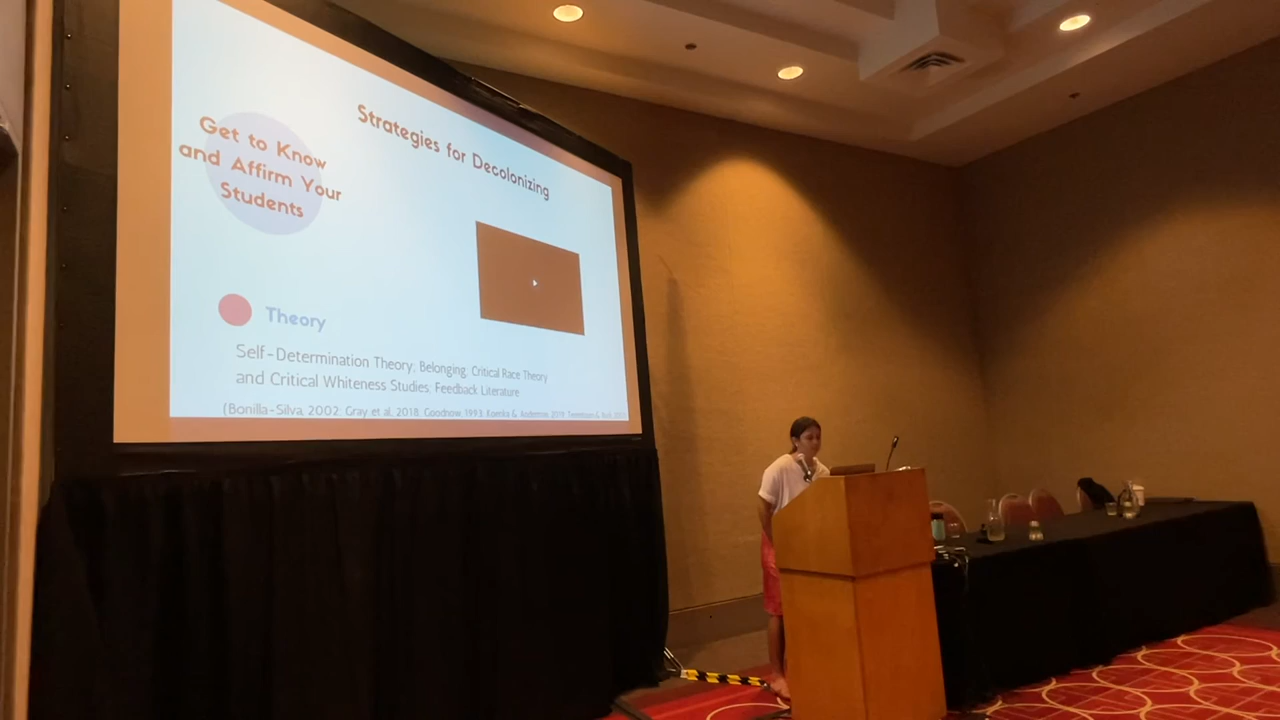 Strategies for Decolonizing
Get to Know
and Affirm Your
Students
Theory
Self-Determination Theory; Belonging, Critical Race Theory
and Critical Whiteness Studies; Feedback Literature
(Bonilla-Silva, 2002; Gray et al, 2018; Goodnow, 1993;